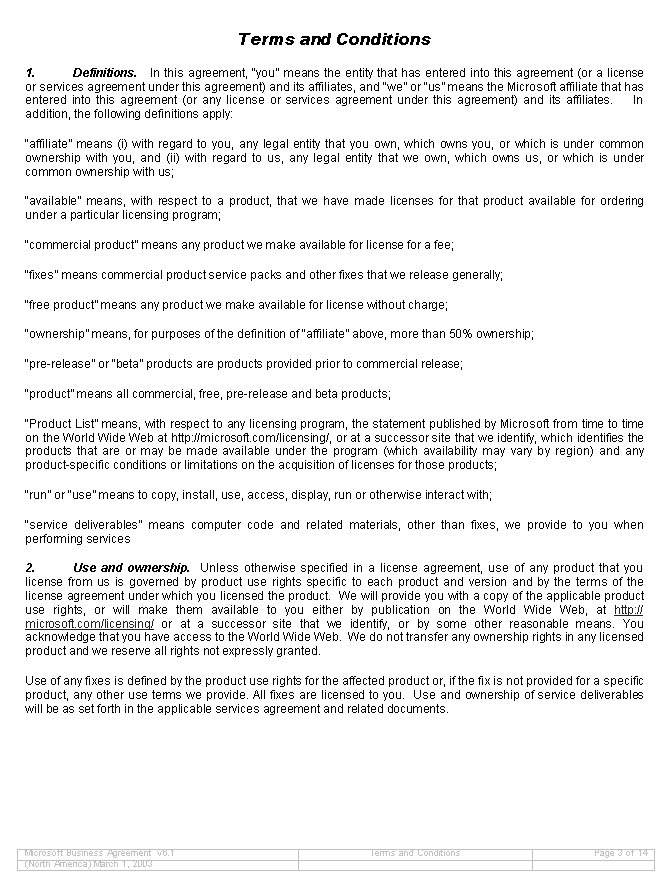 Terms and Conditions
1. Definitions. In this agreement, "you" means the entity that has entered into this agreement (or a license
or services agreement under this agreement) and its affiliates, and "we" or "us" means the Microsoft affiliate that has
entered into this agreement (or any license or services agreement under this agreement) and its affiliates. In
addition, the following definitions apply:
"affiliate" means (i) with regard to you, any legal entity that you own, which owns you, or which is under common
ownership with you, and (ii) with regard to us, any legal entity that we own, which owns us, or which is under
common ownership with us;
"available" means, with respect to a product, that we have made licenses for that product available for ordering
under a particular licensing program;
"commercial product" means any product we make available for license for a fee;
"fixes" means commercial product service packs and other fixes that we release generally;
"free product" means any product we make available for license without charge;
"ownership" means, for purposes of the definition of "affiliate" above, more than 50% ownership;
"pre-release" or "beta" products are products provided prior to commercial release;
"product" means all commercial, free, pre-release and beta products;
"Product List" means, with respect to any licensing program, the statement published by Microsoft from time to time
on the World Wide Web at http://microsoft.com/licensing/, or at a successor site that we identify, which identifies the
products that are or may be made available under the program (which availability may vary by region) and any
product-specific conditions or limitations on the acquisition of licenses for those products;
"run" or "use" means to copy, install, use, access, display, run or otherwise interact with;
"service deliverables" means computer code and related materials, other than fixes, we provide to you when
performing services
2. Use and ownership. Unless otherwise specified in a license agreement, use of any product that you
license from us is governed by product use rights specific to each product and version and by the terms of the
license agreement under which you licensed the product. We will provide you with a copy of the applicable product
use rights, or will make them available to you either by publication on the World Wide Web, at http://
microsoft.com/licensing/ or at a successor site that we identify, or by some other reasonable means. You
acknowledge that you have access to the World Wide Web. We do not transfer any ownership rights in any licensed
product and we reserve all rights not expressly granted.
Use of any fixes is defined by the product use rights for the affected product or, if the fix is not provided for a specific
product, any other use terms we provide. All fixes are licensed to you. Use and ownership of service deliverables
will be as set forth in the applicable services agreement and related documents.
Microsoft Business Agreement v6.1 Terms and Conditions Page 3 of 14
(North America) March 1, 2003